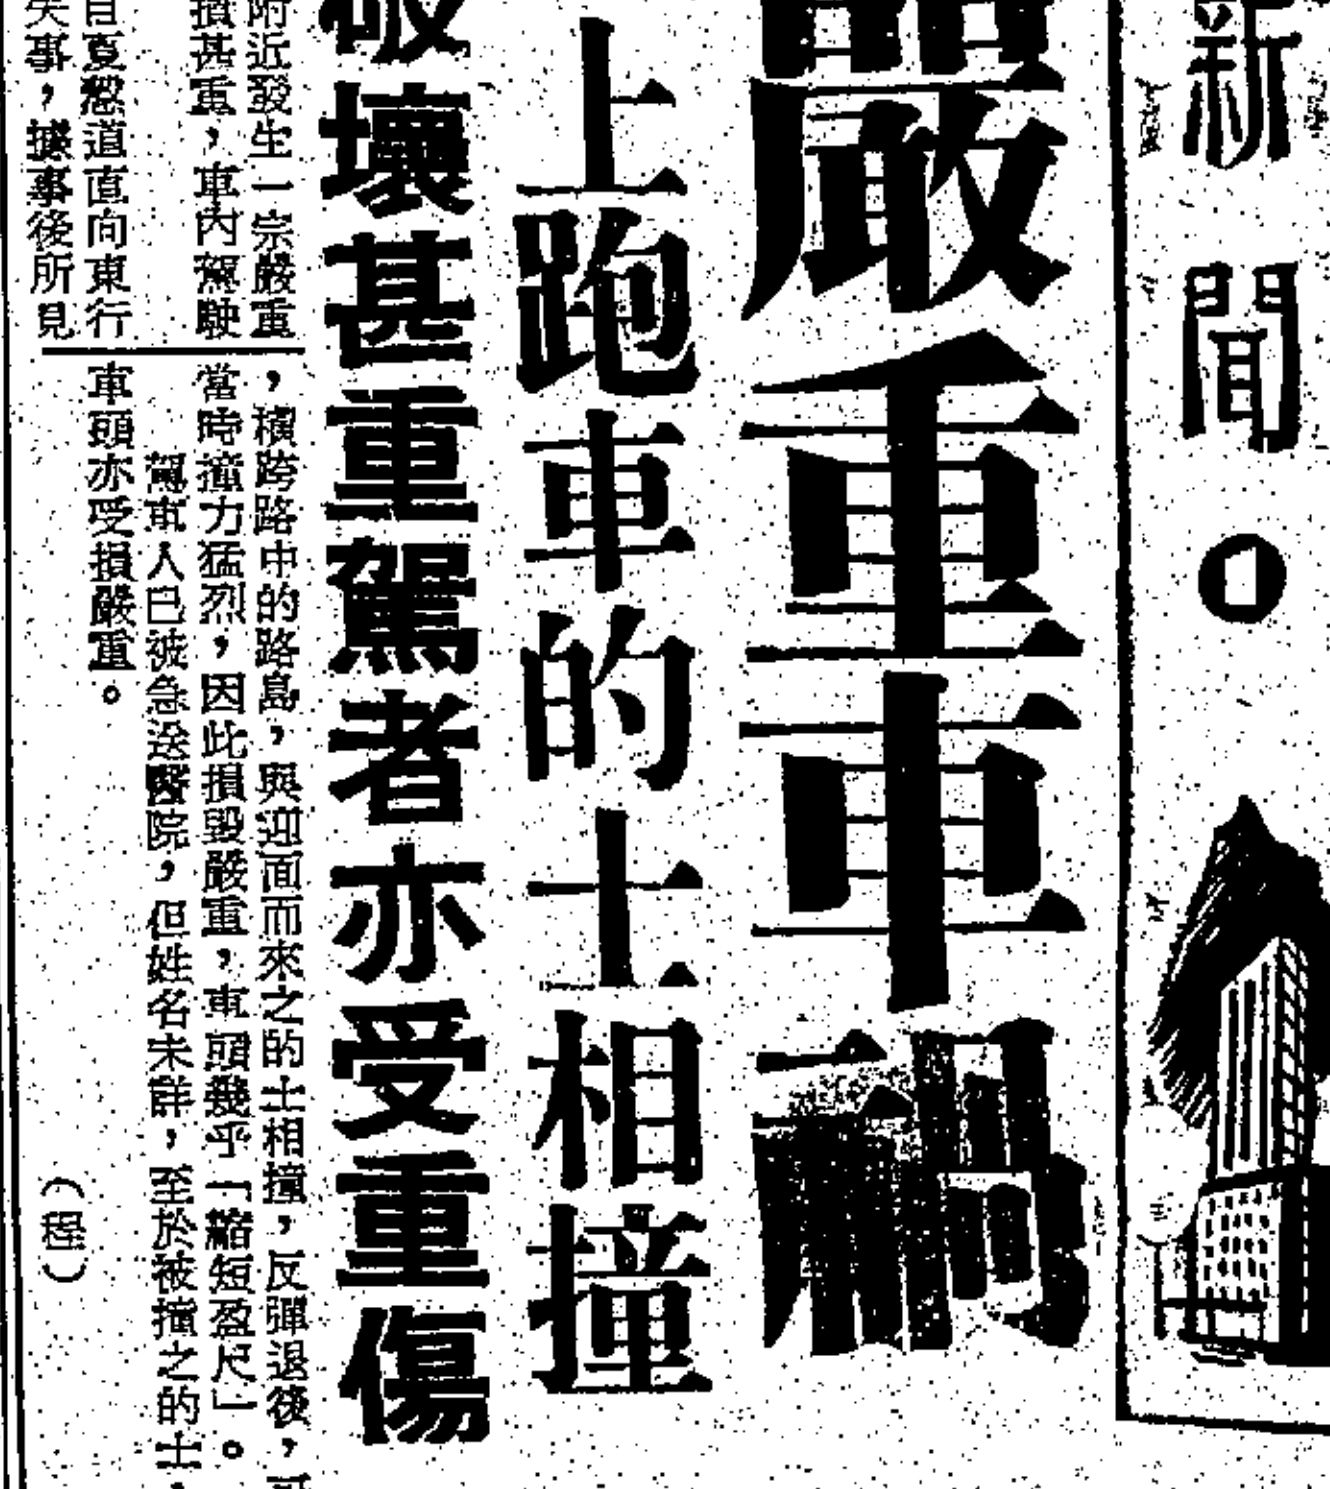 新聞
嚴重車禍
上跑車的士相撞
破壞甚重駕者亦受重傷
附近發生一宗嚴重
損甚重，車內駕駛
自夏愨道直向東行
失事，據事後所見
，橫跨路中的路島，與迎面而來之的士相撞，反彈退後，可
當時撞力猛烈，因此損毀嚴重，車頭幾乎「縮短盈尺」。
駕車人已被急送醫院，但姓名未詳，至於被撞之的士，
車頭亦受損嚴重。
（程）